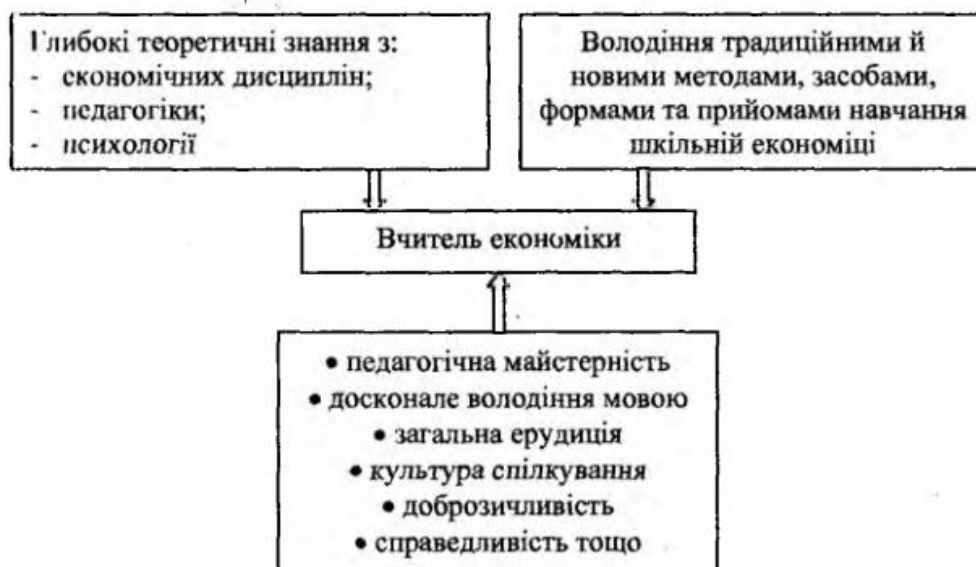 Глибокі теоретичні знання з:
- економічних дисциплін;
- педагогіки;
- психології
Володіння традиційними й
новими методами, засобами,
формами та прийомами навчання
шкільній економіці
Вчитель економіки
• педагогічна майстерність
• досконале володіння мовою
• загальна ерудиція
• культура спілкування
• доброзичливість
• справедливість тощо